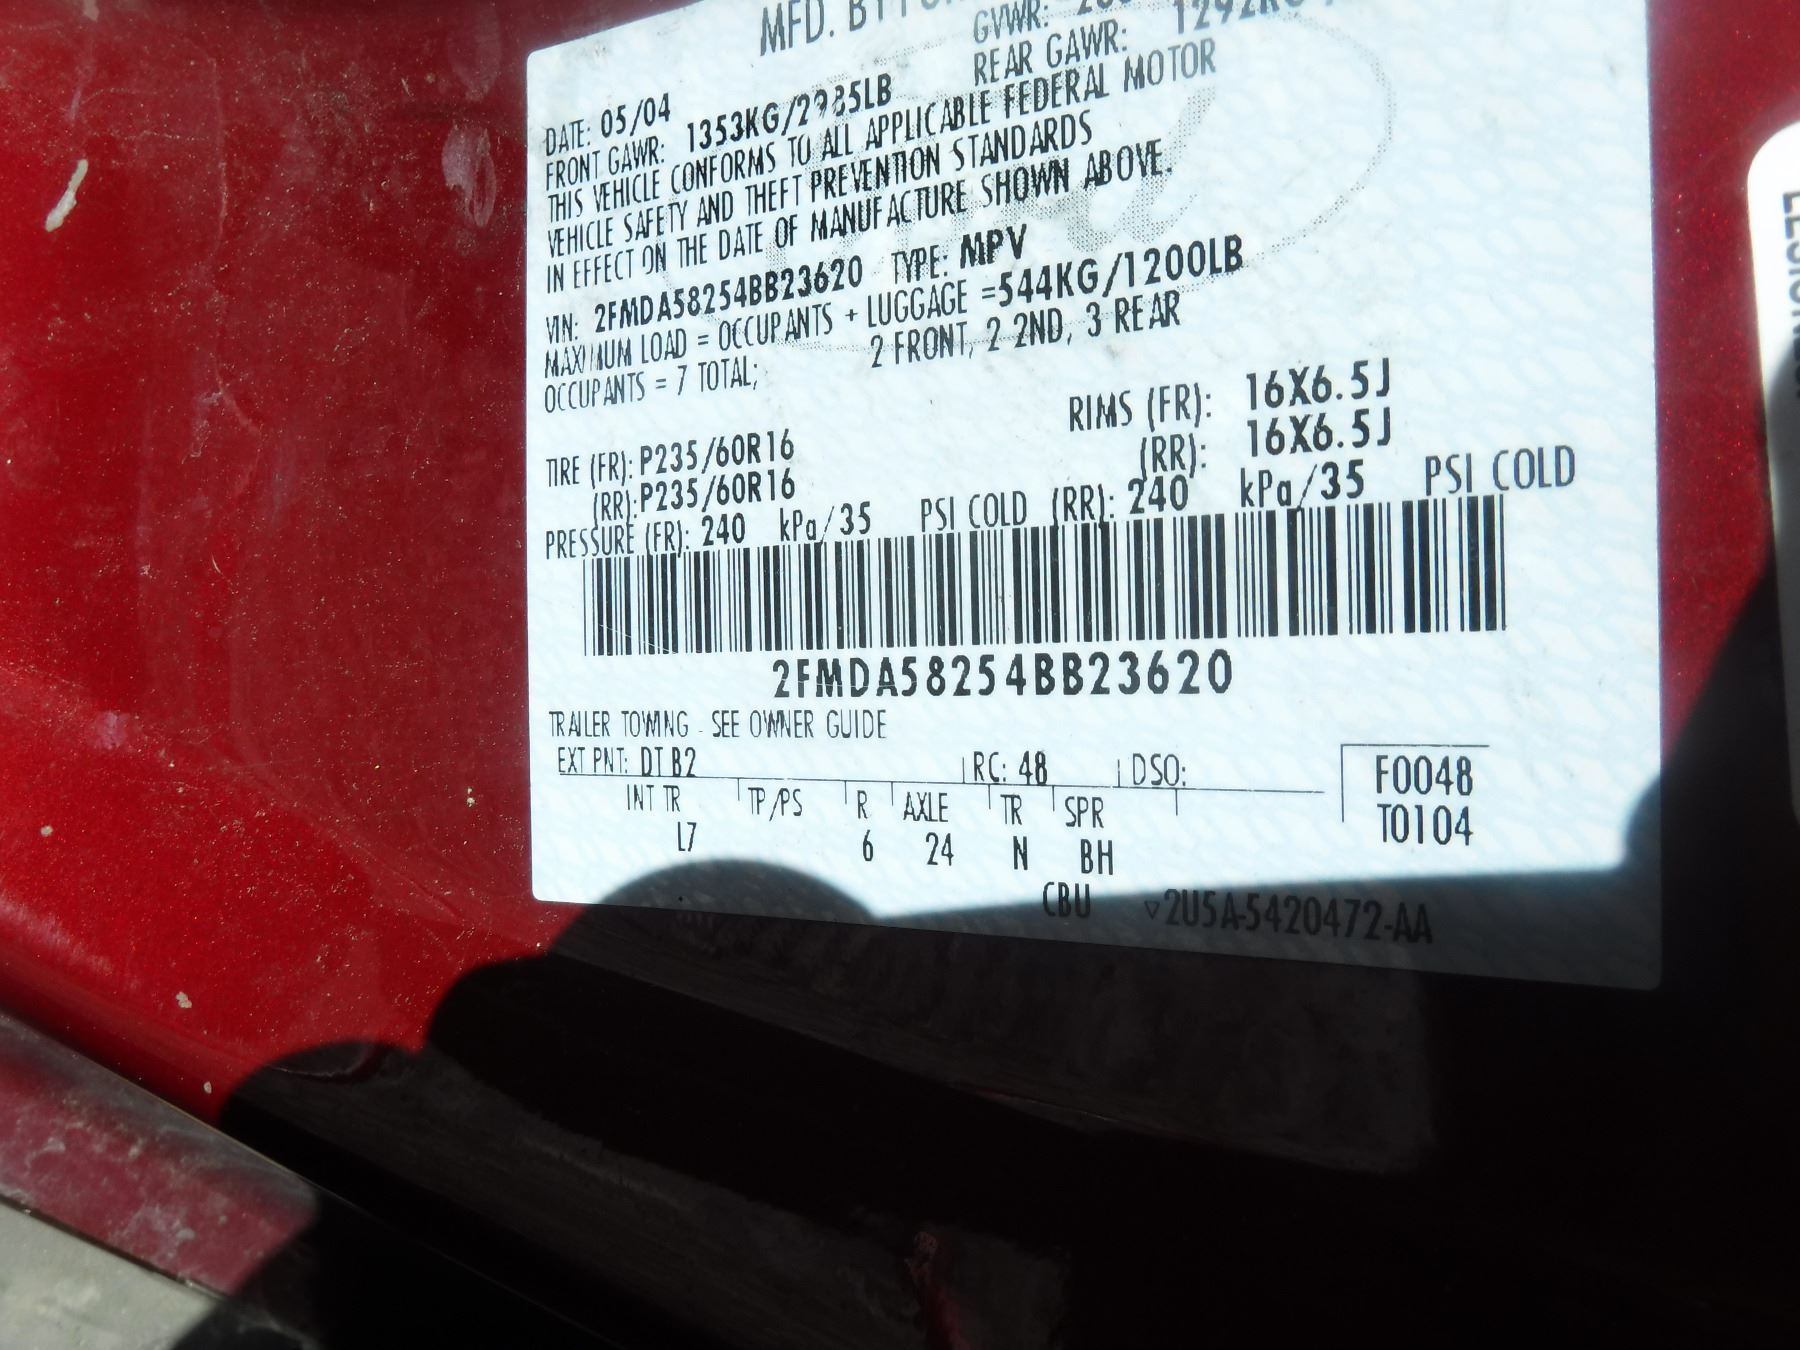 MFD. BY
GVWR:
DATE: 05/04 REAR GAWR:
FRONT GAWR: 1353KG/2985LB
THIS VEHICLE CONFORMS TO ALL APPLICABLE FEDERAL MOTOR
VEHICLE SAFETY AND THEFT PREVENTION STANDARDS
IN EFFECT ON THE DATE OF MANUFACTURE SHOWN ABOVE.
VIN: 2FMDA58254BB23620 TYPE: MPV
MAXIMUM LOAD = OCCUPANTS + LUGGAGE =544KG/1200LB
OCCUPANTS = 7 TOTAL; 2 FRONT, 2 2ND, 3 REAR
TIRE (FR): P235/60R16 RIMS (FR): 16X6.5J
(RR): P235/60R16 (RR): 16X6.5J
PRESSURE (FR): 240 kPa/35 PSI COLD (RR): 240 kPa/35 PSI COLD
2FMDA58254BB23620
TRAILER TOWING - SEE OWNER GUIDE
EXT PNT: DT B2 RC: 48 DSO: F0048
INT TR TP/PS R AXLE TR SPR T0104
L7 6 24 N BH
CBU 2U5A-5420472-AA